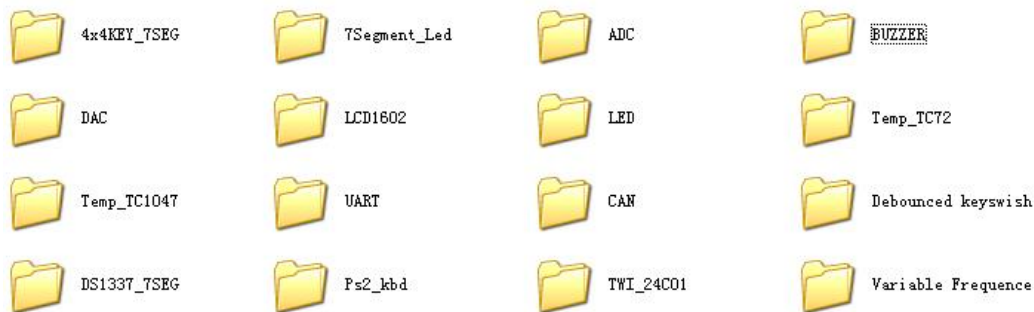 4x4KEY_7SEG
7Segment_Led
ADC
BUZZER
DAC
LCD1602
LED
Temp_TC72
Temp_TC1047
UART
CAN
Debounced keyswish
DS1337_7SEG
Ps2_kbd
TWI_24C01
Variable Frequence